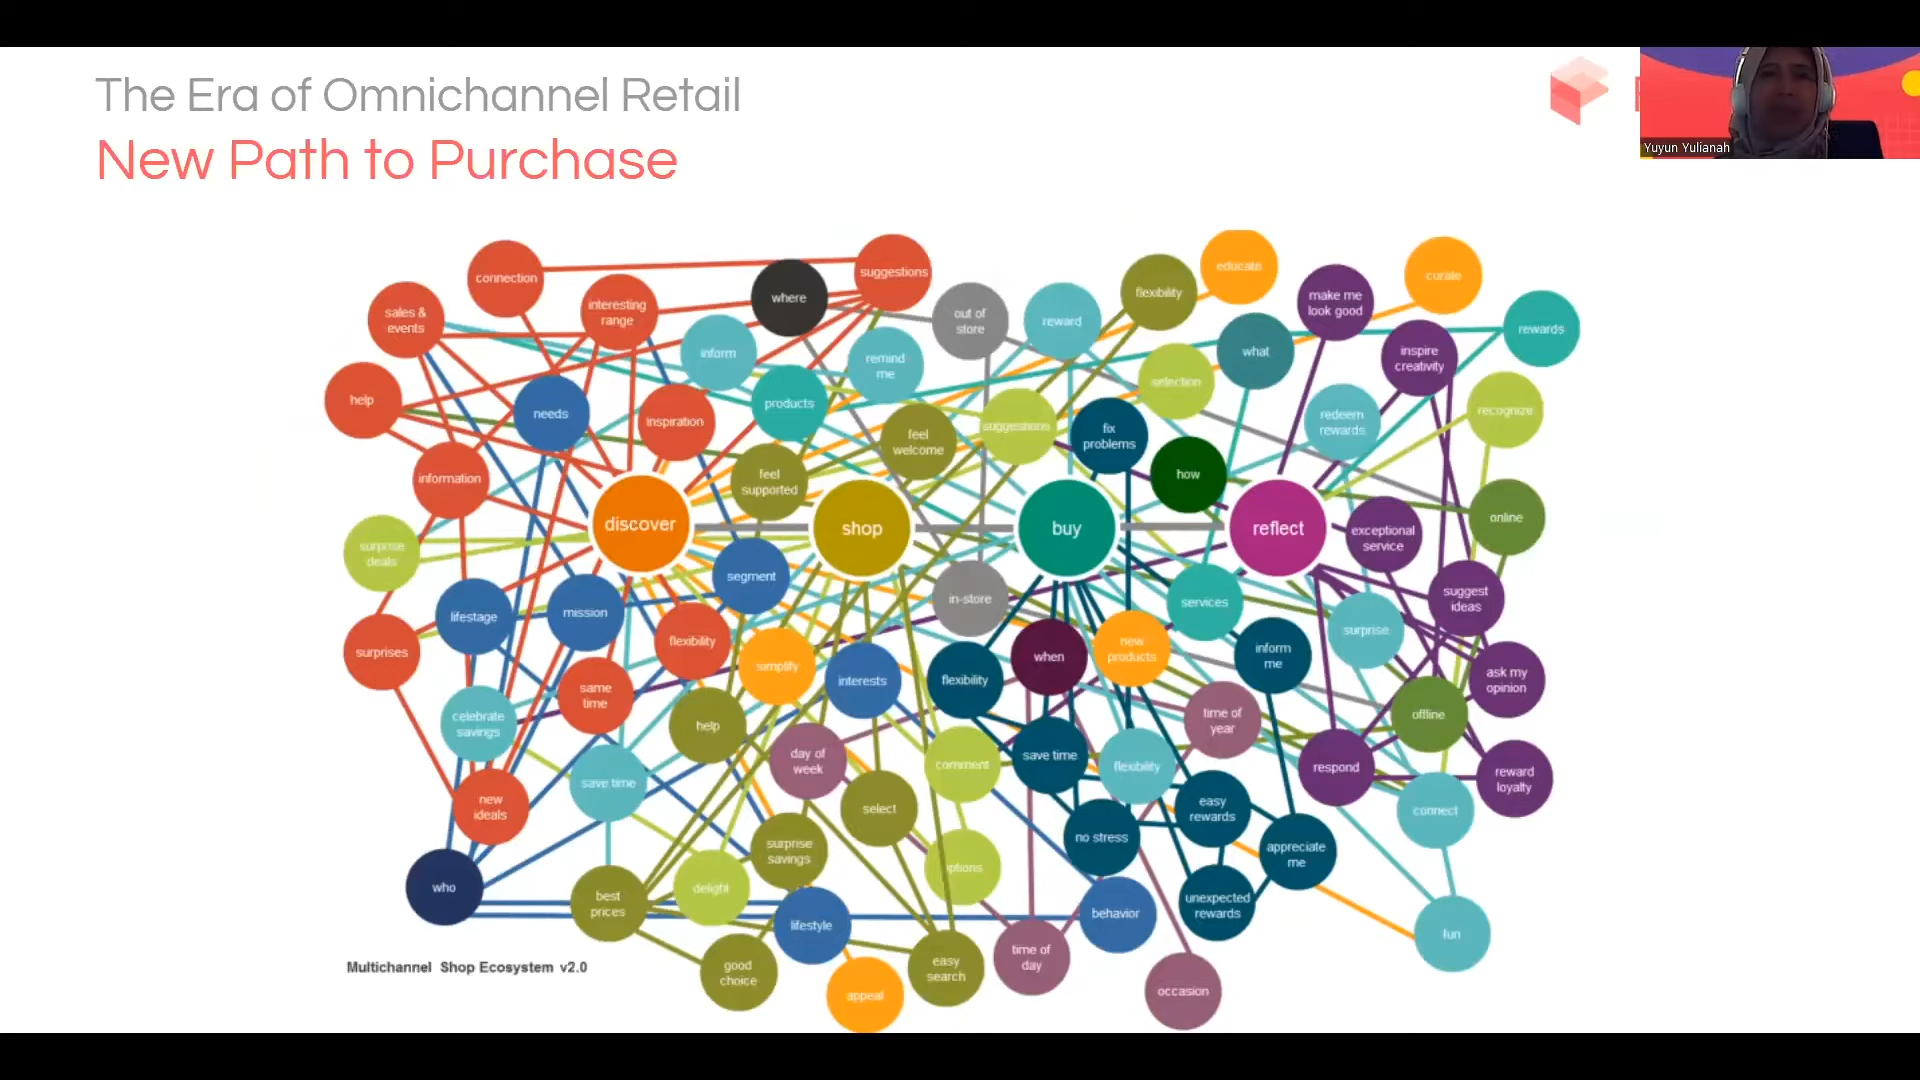 The Era of Omnichannel Retail
New Path to Purchase
Yuyun Yulianah
connection
suggestions
where
interesting
range
sales &
events
out of
store
reward
flexibility
educate
make me
look good
curate
rewards
inform
remind
me
what
inspire
creativity
selection
help
needs
inspiration
products
feel
welcome
suggestions
fix
problems
redeem
rewards
recognize
information
feel
supported
how
online
discover
shop
buy
reflect
exceptional
service
surprise
deals
segment
in-store
services
suggest
ideas
lifestage
mission
flexibility
surprise
surprises
simplify
interests
flexibility
when
new
products
inform
me
ask my
opinion
same
time
celebrate
savings
help
time of
year
offline
day of
week
comment
save time
flexibility
respond
reward
loyalty
save time
new
ideals
select
easy
rewards
connect
no stress
surprise
savings
appreciate
me
who
best
prices
delight
options
unexpected
rewards
lifestyle
behavior
fun
Multichannel Shop Ecosystem v2.0
good
choice
easy
search
time of
day
appeal
occasion